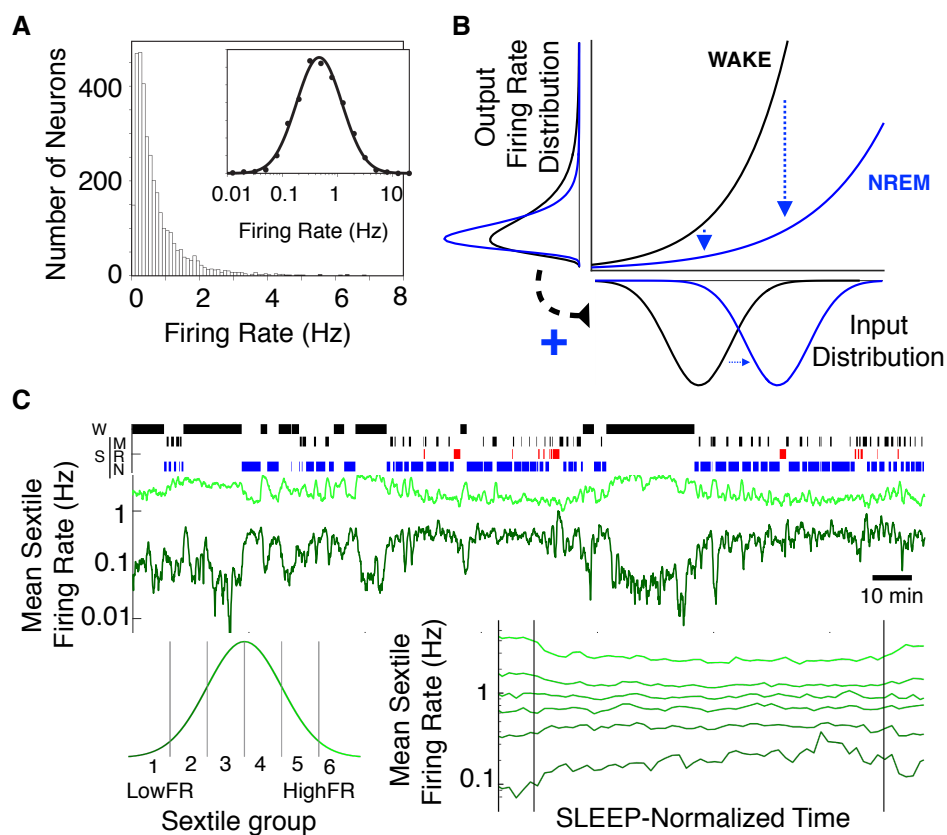 A
Number of Neurons
400
200
0
0 2 4 6 8
Firing Rate (Hz)
0.01 0.1 1 10
Firing Rate (Hz)
B
Output
Firing Rate
Distribution
WAKE
NREM
+
Input
Distribution
C
W
M
S R
N
Mean Sextile
Firing Rate (Hz)
1
0.1
0.01
10 min
1 2 3 4 5 6
LowFR HighFR
Sextile group
Mean Sextile
Firing Rate (Hz)
1
0.1
SLEEP-Normalized Time